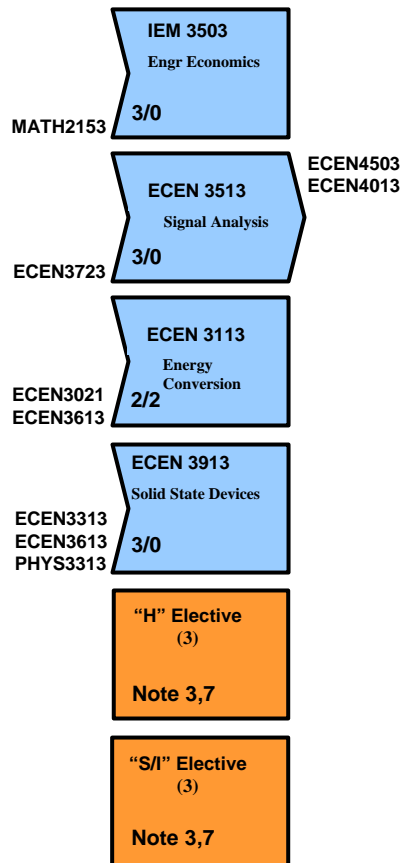 IEM 3503
Engr Economics
3/0
MATH2153
ECEN4503
ECEN4013
ECEN 3513
Signal Analysis
3/0
ECEN3723
ECEN 3113
Energy
Conversion
2/2
ECEN3021
ECEN3613
ECEN 3913
Solid State Devices
3/0
ECEN3313
ECEN3613
PHYS3313
“H” Elective
(3)
Note 3,7
“S/I” Elective
(3)
Note 3,7